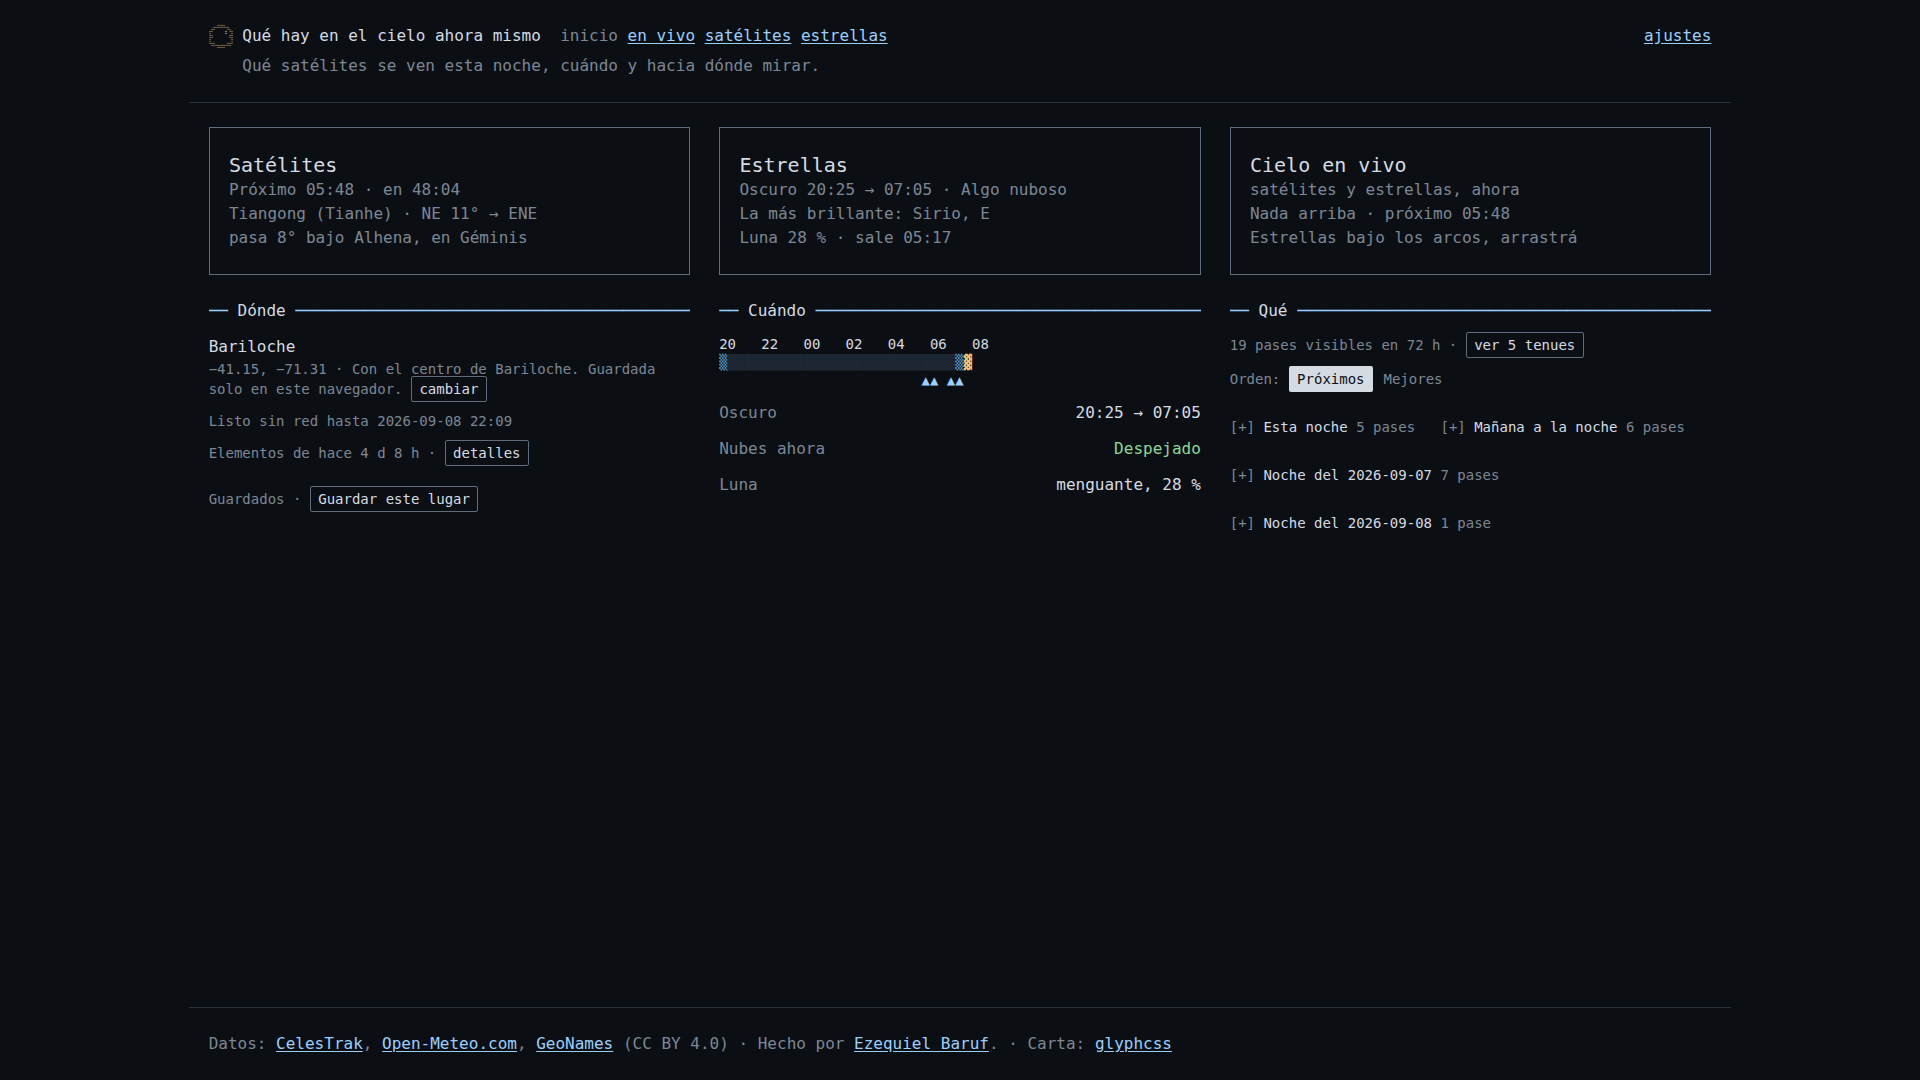 Qué hay en el cielo ahora mismo inicio en vivo satélites estrellas ajustes
Qué satélites se ven esta noche, cuándo y hacia dónde mirar.
Satélites
Próximo 05:48 · en 48:04
Tiangong (Tianhe) · NE 11° → ENE
pasa 8° bajo Alhena, en Géminis
Estrellas
Oscuro 20:25 → 07:05 · Algo nuboso
La más brillante: Sirio, E
Luna 28 % · sale 05:17
Cielo en vivo
satélites y estrellas, ahora
Nada arriba · próximo 05:48
Estrellas bajo los arcos, arrastrá
Dónde
Bariloche
−41.15, −71.31 · Con el centro de Bariloche. Guardada
solo en este navegador. cambiar
Listo sin red hasta 2026-09-08 22:09
Elementos de hace 4 d 8 h · detalles
Guardados · Guardar este lugar
Cuándo
20 22 00 02 04 06 08
▲▲ ▲▲
Oscuro 20:25 → 07:05
Nubes ahora Despejado
Luna menguante, 28 %
Qué
19 pases visibles en 72 h · ver 5 tenues
Orden: Próximos Mejores
[+] Esta noche 5 pases [+] Mañana a la noche 6 pases
[+] Noche del 2026-09-07 7 pases
[+] Noche del 2026-09-08 1 pase
Datos: CelesTrak, Open-Meteo.com, GeoNames (CC BY 4.0) · Hecho por Ezequiel Baruf. · Carta: glyphcss